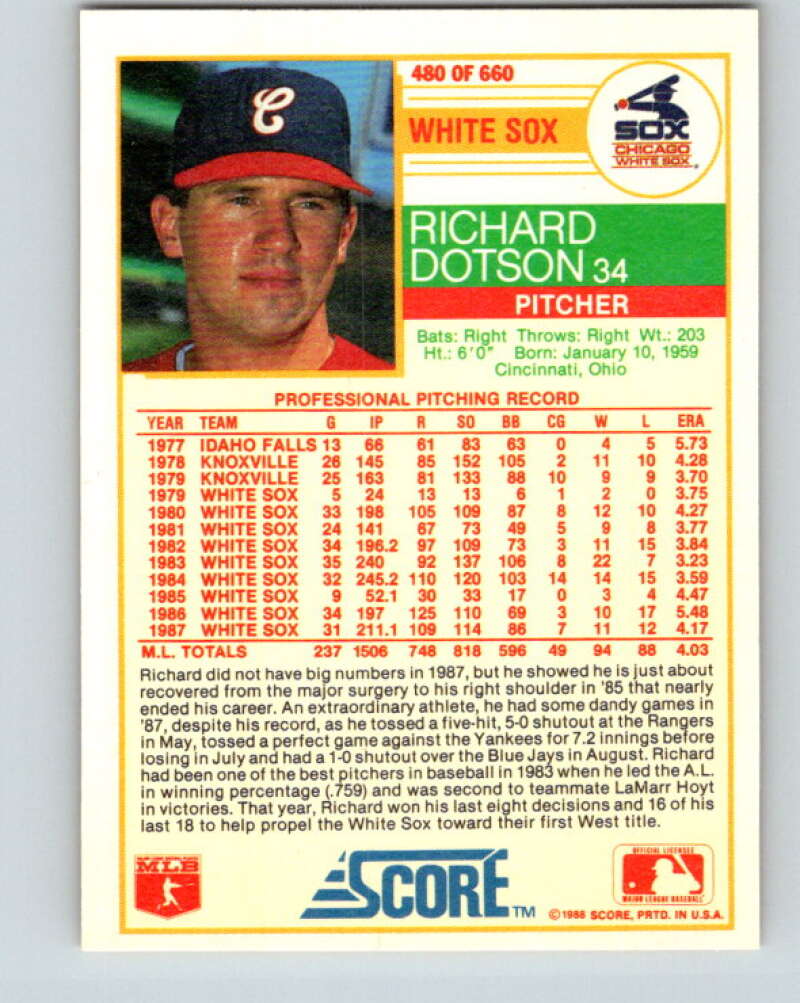 C
480 OF 660
WHITE SOX
SOX
CHICAGO
WHITE SOX
RICHARD
DOTSON 34
PITCHER
Bats: Right Throws: Right Wt.: 203
Ht.: 6'0" Born: January 10, 1959
Cincinnati, Ohio
PROFESSIONAL PITCHING RECORD
YEAR TEAM G IP R SO BB CG W L ERA
1977 IDAHO FALLS 13 66 61 83 63 0 4 5 5.73
1978 KNOXVILLE 26 145 85 152 105 2 11 10 4.28
1979 KNOXVILLE 25 163 81 133 88 10 9 9 3.70
1979 WHITE SOX 5 24 13 13 6 1 2 0 3.75
1980 WHITE SOX 33 198 105 109 87 8 12 10 4.27
1981 WHITE SOX 24 141 67 73 49 5 9 8 3.77
1982 WHITE SOX 34 196.2 97 109 73 3 11 15 3.84
1983 WHITE SOX 35 240 92 137 106 8 22 7 3.23
1984 WHITE SOX 32 245.2 110 120 103 14 14 15 3.59
1985 WHITE SOX 9 52.1 30 33 17 0 3 4 4.47
1986 WHITE SOX 34 197 125 110 69 3 10 17 5.48
1987 WHITE SOX 31 211.1 109 114 86 7 11 12 4.17
M.L. TOTALS 237 1506 748 818 596 49 94 88 4.03
Richard did not have big numbers in 1987, but he showed he is just about
recovered from the major surgery to his right shoulder in '85 that nearly
ended his career. An extraordinary athlete, he had some dandy games in
'87, despite his record, as he tossed a five-hit, 5-0 shutout at the Rangers
in May, tossed a perfect game against the Yankees for 7.2 innings before
losing in July and had a 1-0 shutout over the Blue Jays in August. Richard
had been one of the best pitchers in baseball in 1983 when he led the A.L.
in winning percentage (.759) and was second to teammate LaMarr Hoyt
in victories. That year, Richard won his last eight decisions and 16 of his
last 18 to help propel the White Sox toward their first West title.
MLB
SCORE™
©1988 SCORE, PRTD. IN U.S.A.
OFFICIAL LICENSEE
MAJOR LEAGUE BASEBALL